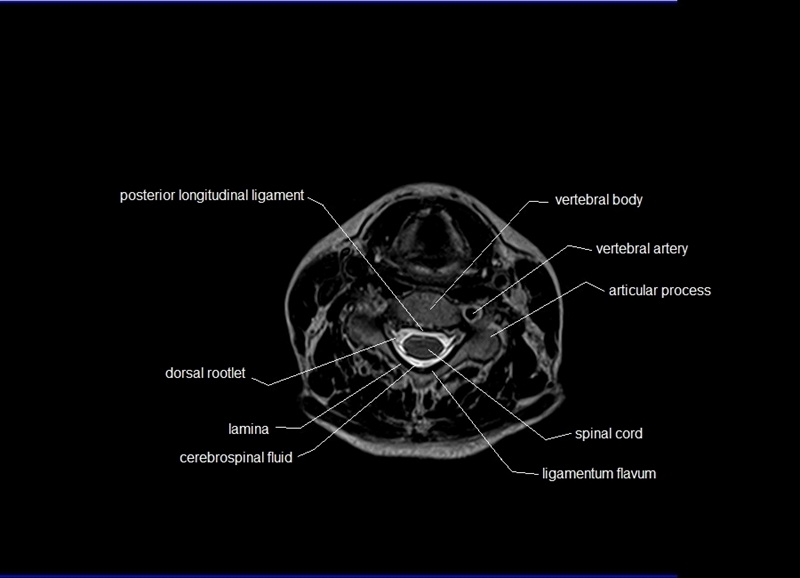 posterior longitudinal ligament
vertebral body
vertebral artery
articular process
dorsal rootlet
lamina
spinal cord
cerebrospinal fluid
ligamentum flavum